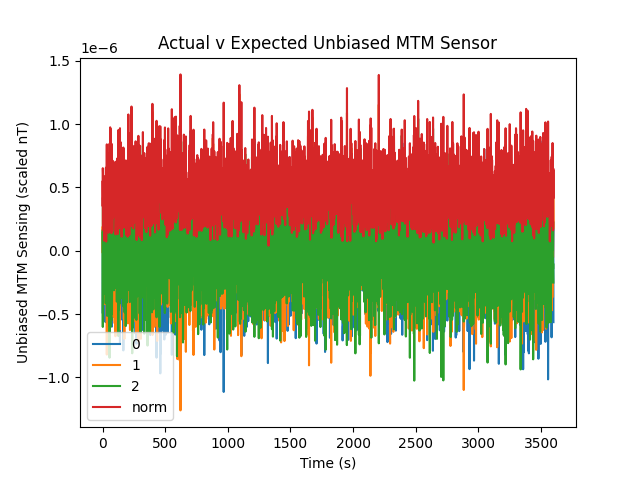 Actual v Expected Unbiased MTM Sensor
1e−6
1.5
1.0
0.5
0.0
−0.5
−1.0
Unbiased MTM Sensing (scaled nT)
0
1
2
norm
0 500 1000 1500 2000 2500 3000 3500
Time (s)